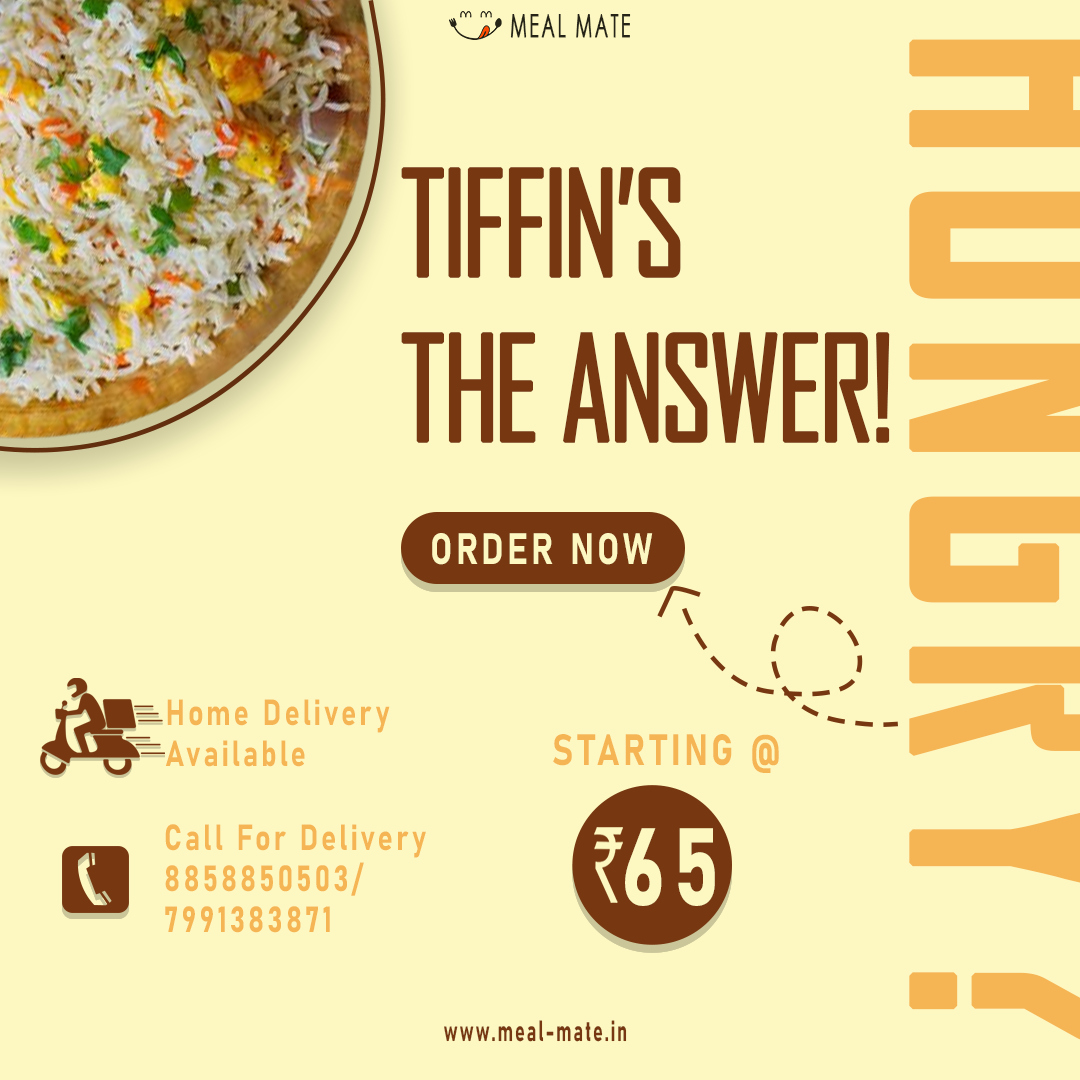 MEAL MATE
HUNGRY!
TIFFIN'S
THE ANSWER!
ORDER NOW
Home Delivery
Available
STARTING @
₹65
Call For Delivery
8858850503/
7991383871
www.meal-mate.in